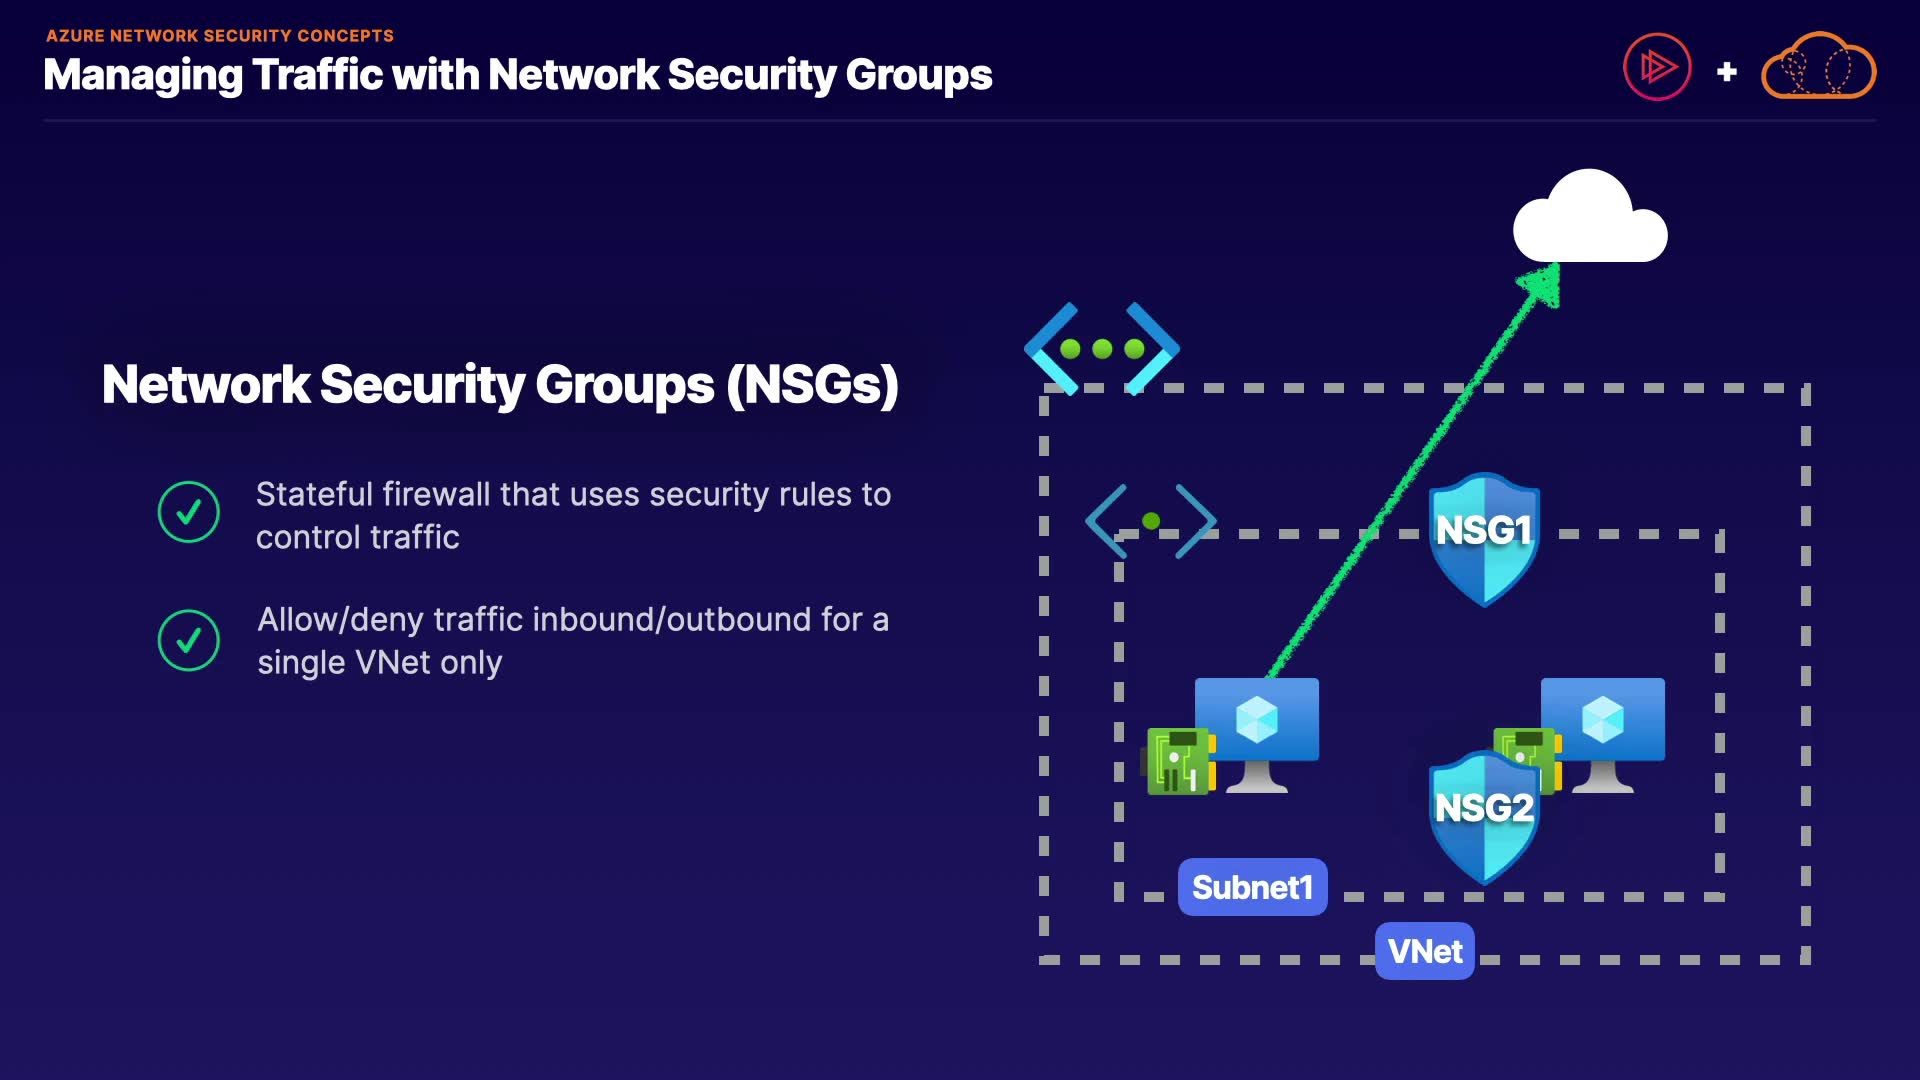 AZURE NETWORK SECURITY CONCEPTS
Managing Traffic with Network Security Groups
Network Security Groups (NSGs)
Stateful firewall that uses security rules to
control traffic
Allow/deny traffic inbound/outbound for a
single VNet only
NSG1
NSG2
Subnet1
VNet